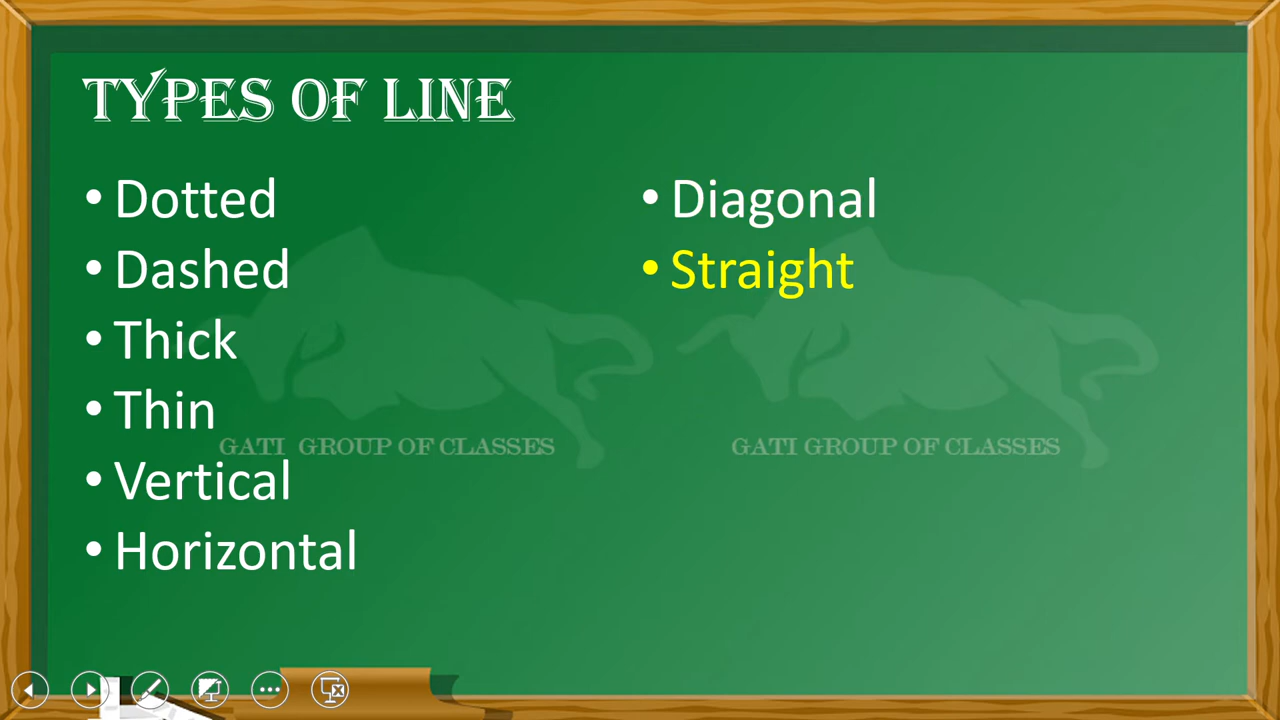 TYPES OF LINE
• Dotted
• Dashed
• Thick
• Thin
• Vertical
• Horizontal
• Diagonal
• Straight
GATI GROUP OF CLASSES
GATI GROUP OF CLASSES